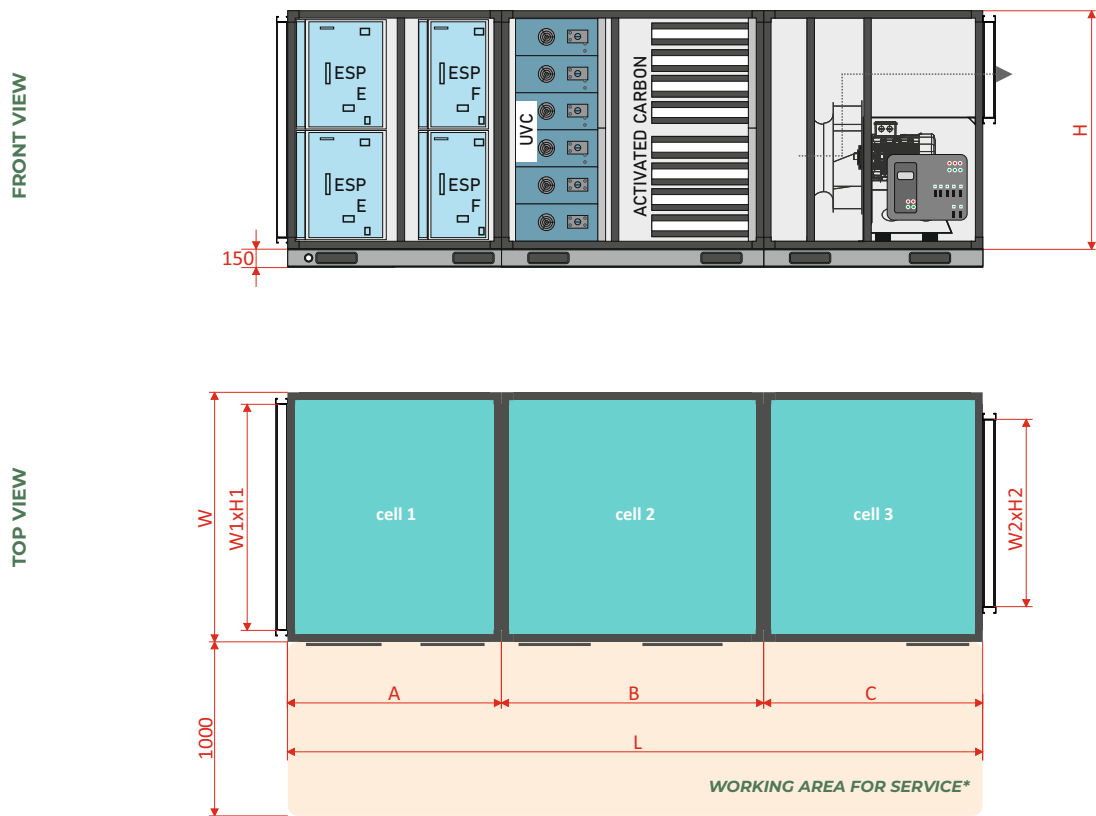 FRONT VIEW
ESP
E
ESP
F
ESP
E
ESP
F
UVC
ACTIVATED CARBON
H
150
TOP VIEW
W
W1xH1
cell 1
cell 2
cell 3
W2xH2
1000
A
B
C
L
WORKING AREA FOR SERVICE*